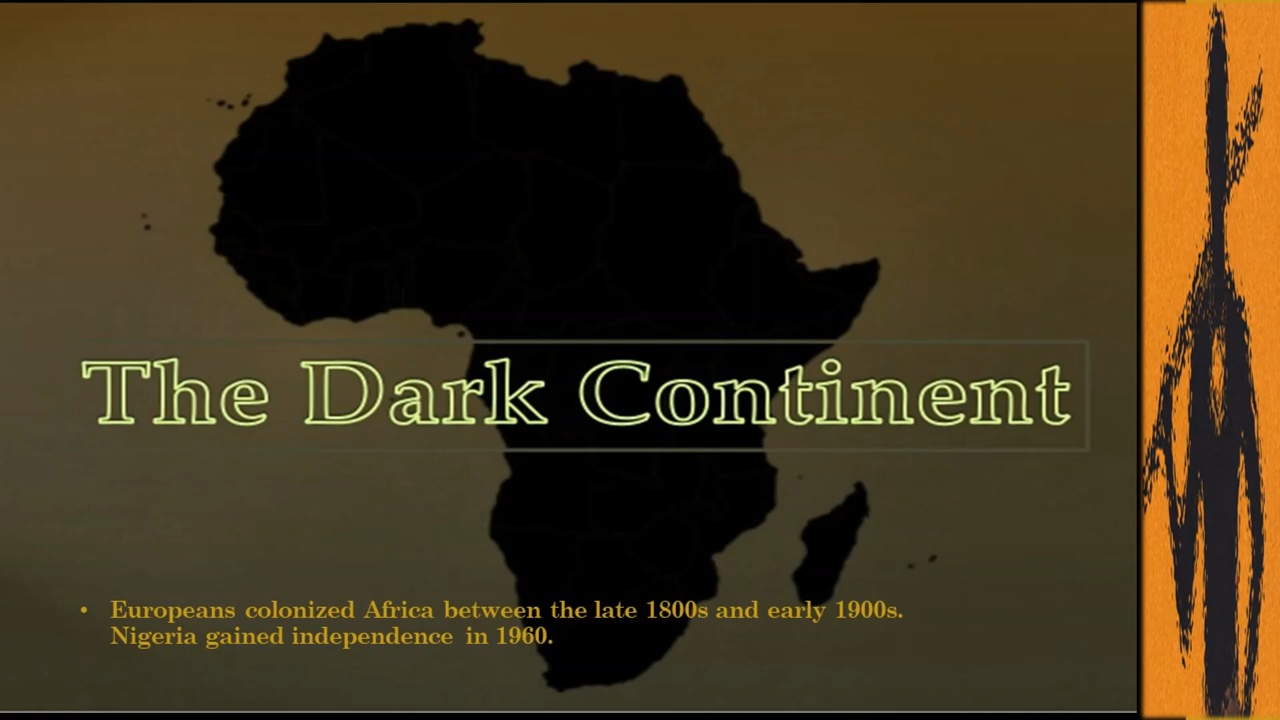 The Dark Continent
• Europeans colonized Africa between the late 1800s and early 1900s.
Nigeria gained independence in 1960.